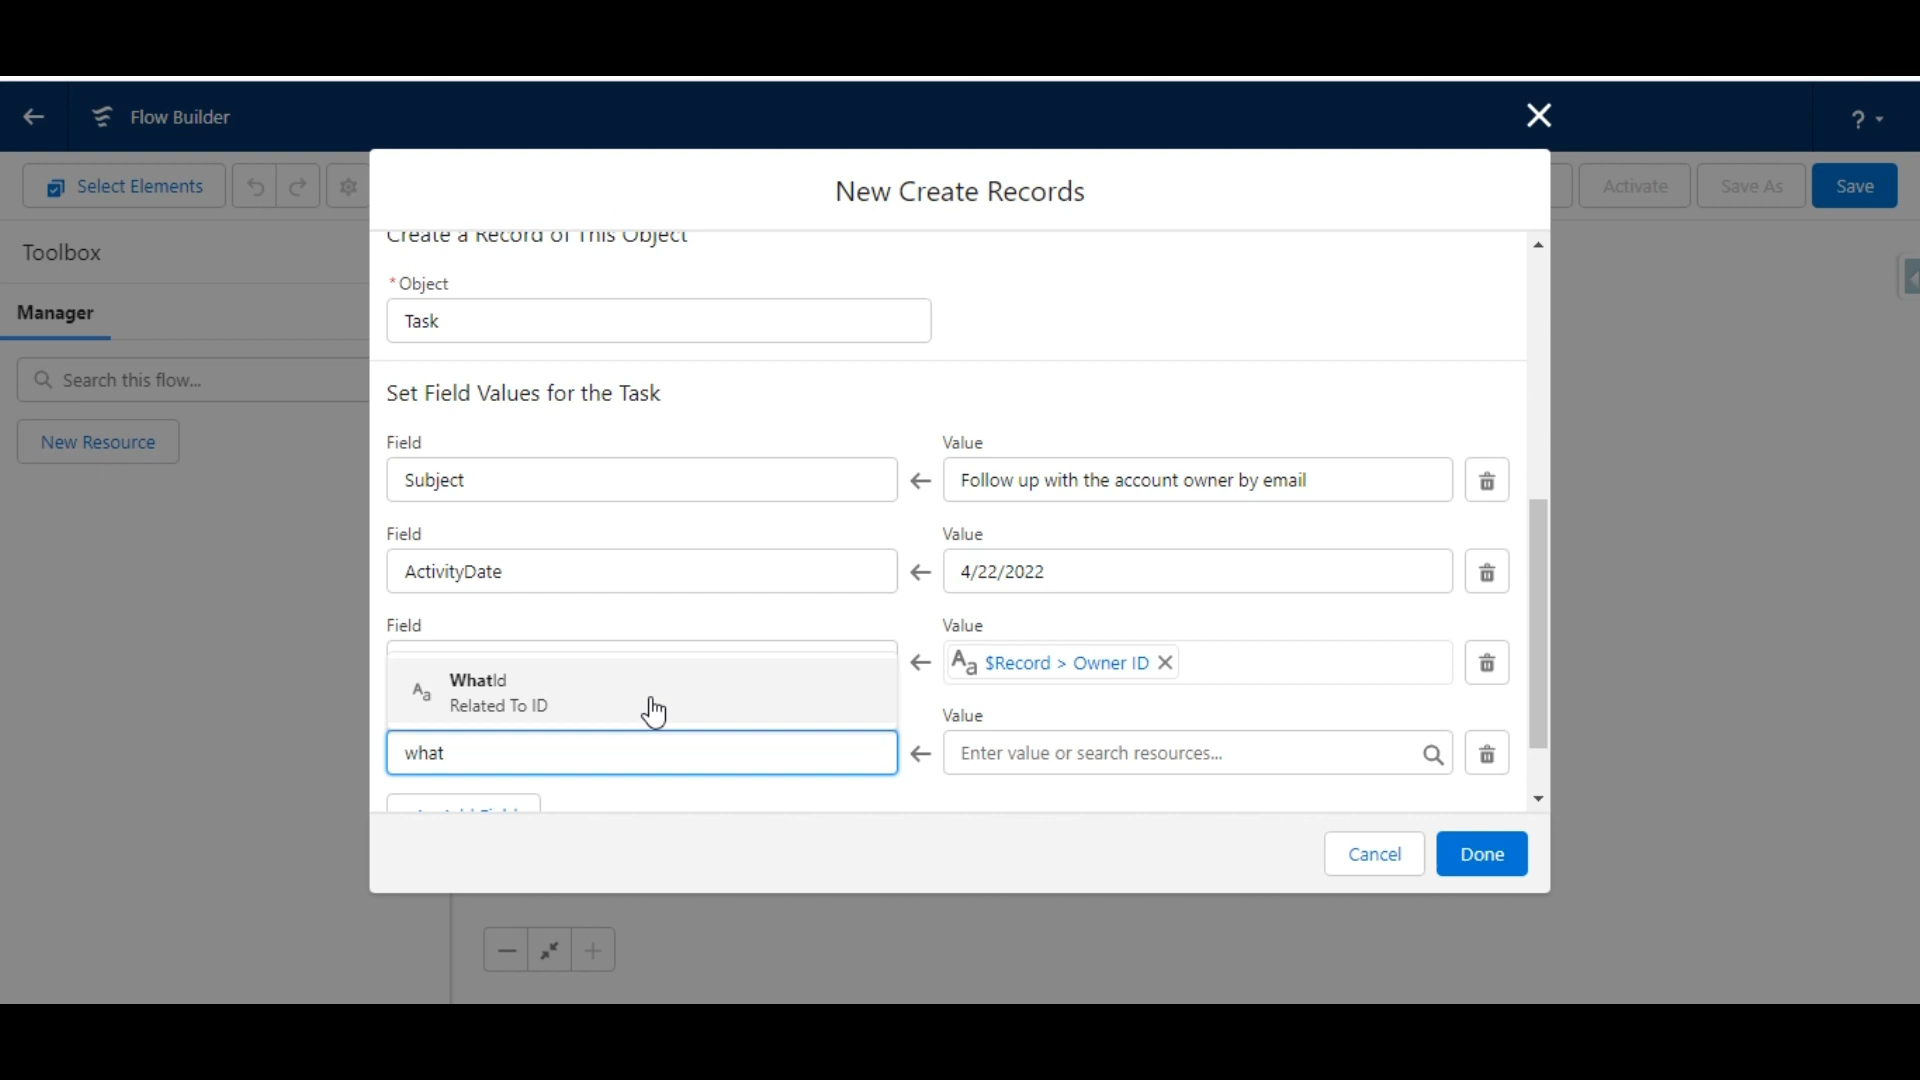 Flow Builder
?
Select Elements
Activate
Save As
Save
Toolbox
Manager
Search this flow...
New Resource
New Create Records
Create a Record of This Object
* Object
Task
Set Field Values for the Task
Field
Value
Subject
Follow up with the account owner by email
Field
Value
ActivityDate
4/22/2022
Field
Value
Aa $Record > Owner ID
Aa WhatId
Related To ID
Value
what
Enter value or search resources...
Cancel
Done